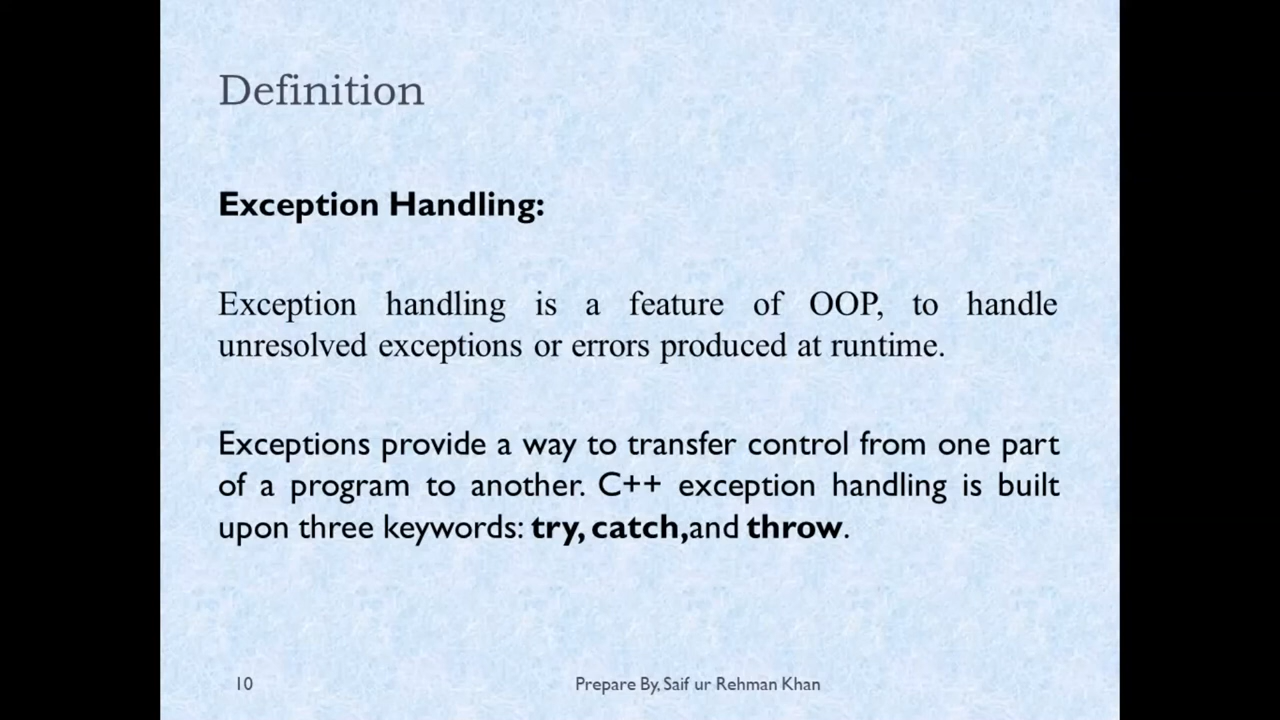 Definition
Exception Handling:
Exception handling is a feature of OOP, to handle
unresolved exceptions or errors produced at runtime.
Exceptions provide a way to transfer control from one part
of a program to another. C++ exception handling is built
upon three keywords: try, catch,and throw.
10
Prepare By, Saif ur Rehman Khan